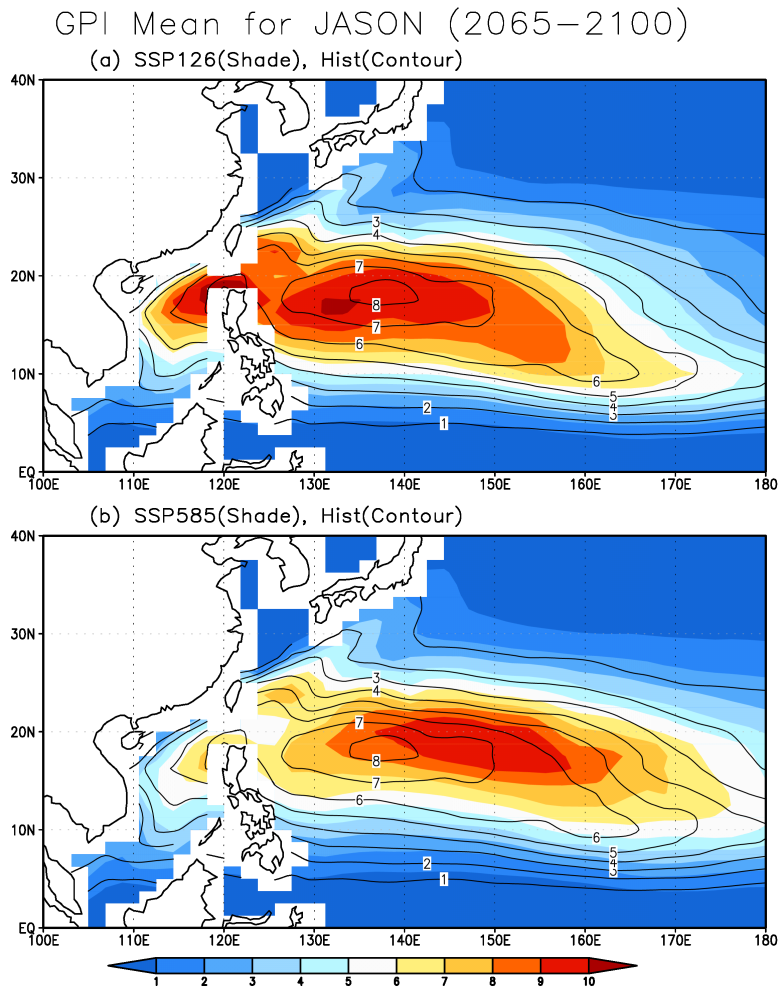 GPI Mean for JASON (2065-2100)
(a) SSP126(Shade), Hist(Contour)
40N
30N
3
4
20N
7
8
7
6
10N
6
5
4
3
2
1
EQ
100E 110E 120E 130E 140E 150E 160E 170E 180
(b) SSP585(Shade), Hist(Contour)
40N
30N
3
4
7
20N
8
7
6
10N
6
5
4
3
2
1
EQ
100E 110E 120E 130E 140E 150E 160E 170E 180
1 2 3 4 5 6 7 8 9 10